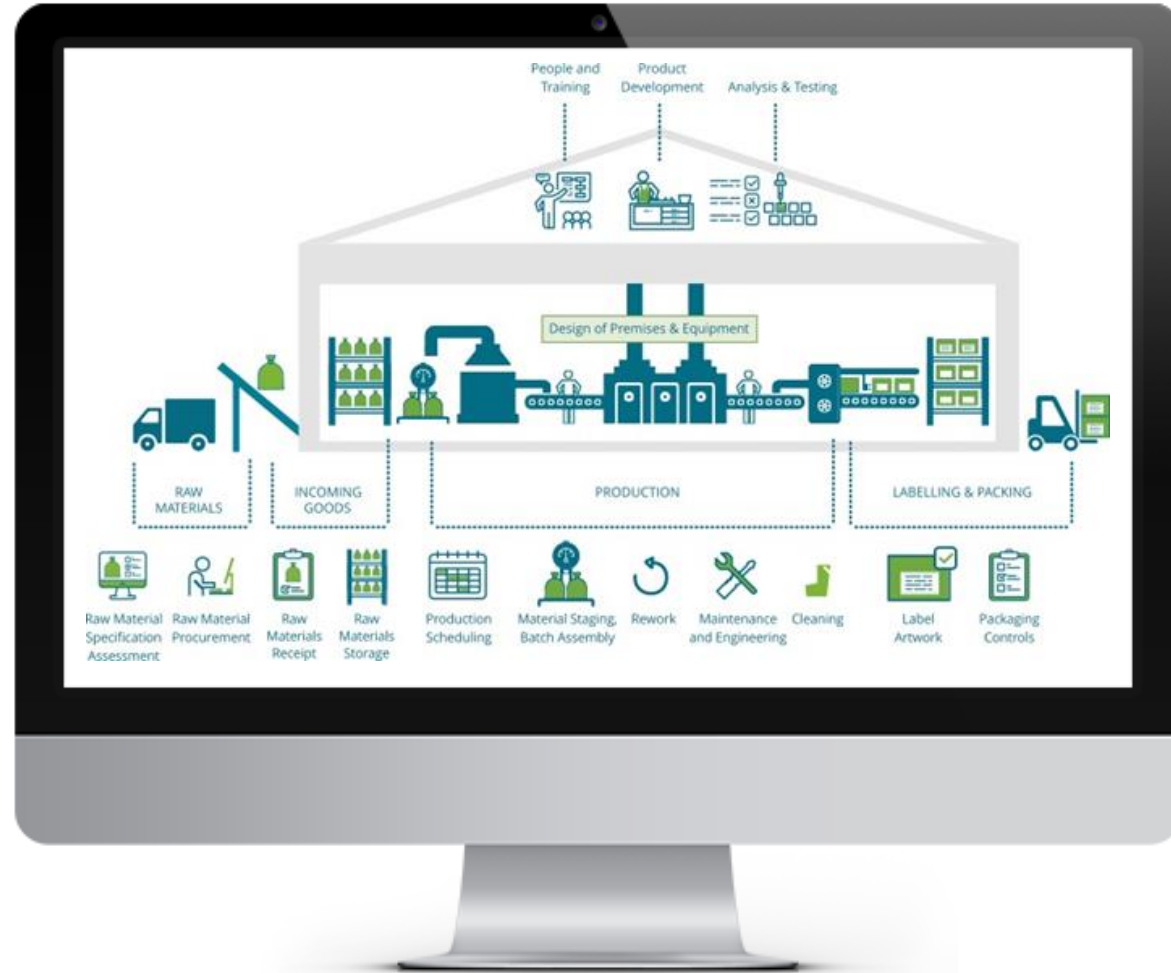 People and
Training
Product
Development
Analysis & Testing
Design of Premises & Equipment
RAW
MATERIALS
INCOMING
GOODS
PRODUCTION
LABELLING & PACKING
Raw Material
Specification
Assessment
Raw Material
Procurement
Raw
Materials
Receipt
Raw
Materials
Storage
Production
Scheduling
Material Staging,
Batch Assembly
Rework
Maintenance
and Engineering
Cleaning
Label
Artwork
Packaging
Controls